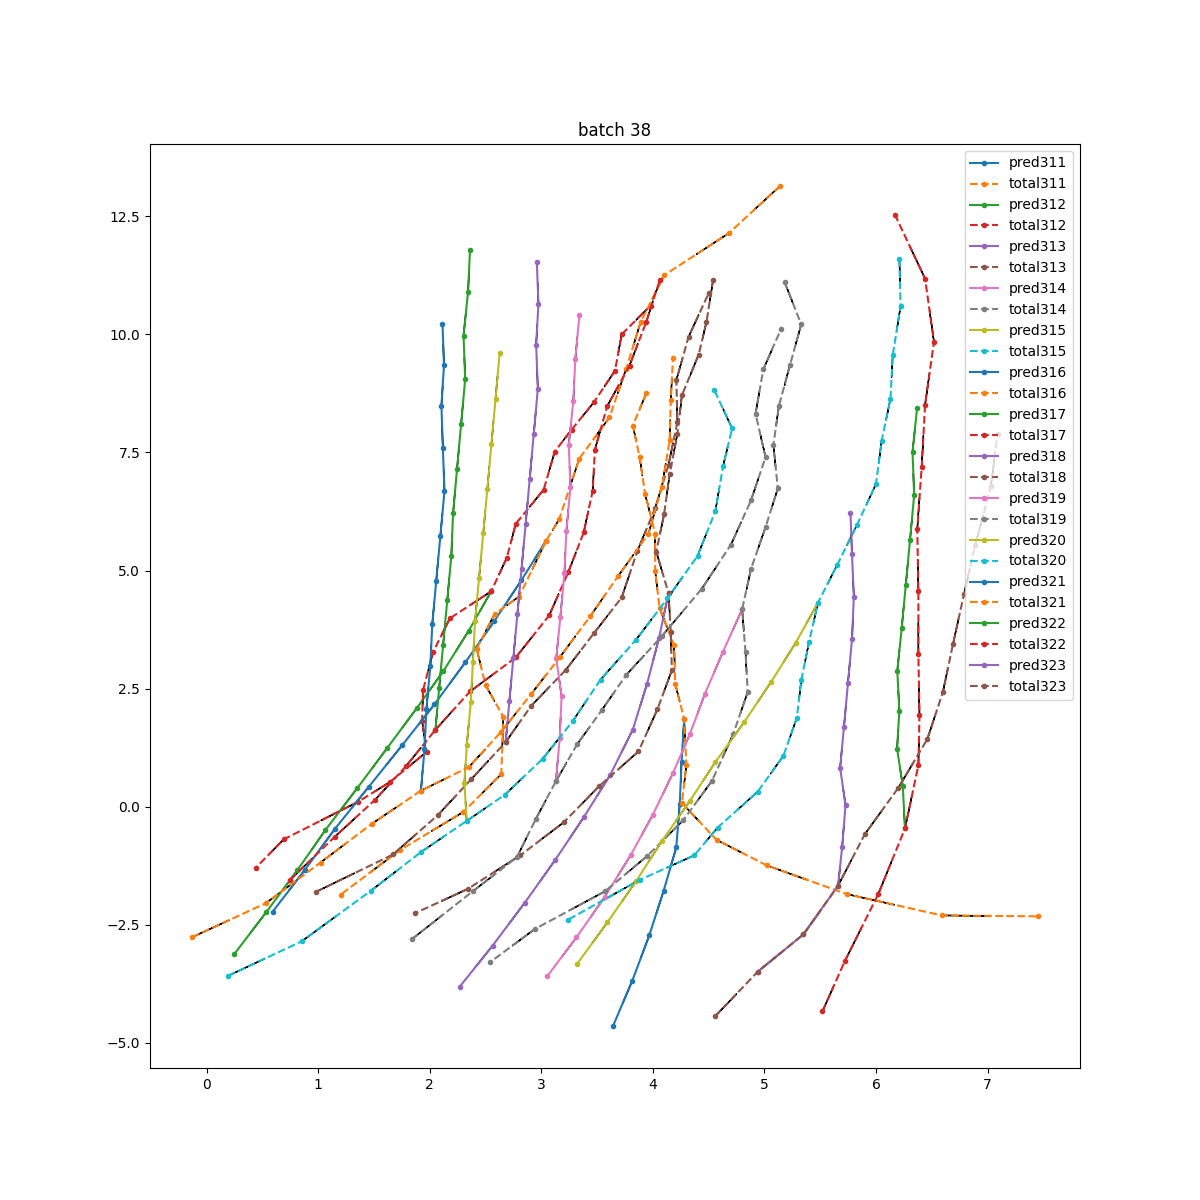 batch 38
12.5
10.0
7.5
5.0
2.5
0.0
−2.5
−5.0
0 1 2 3 4 5 6 7
pred311
total311
pred312
total312
pred313
total313
pred314
total314
pred315
total315
pred316
total316
pred317
total317
pred318
total318
pred319
total319
pred320
total320
pred321
total321
pred322
total322
pred323
total323